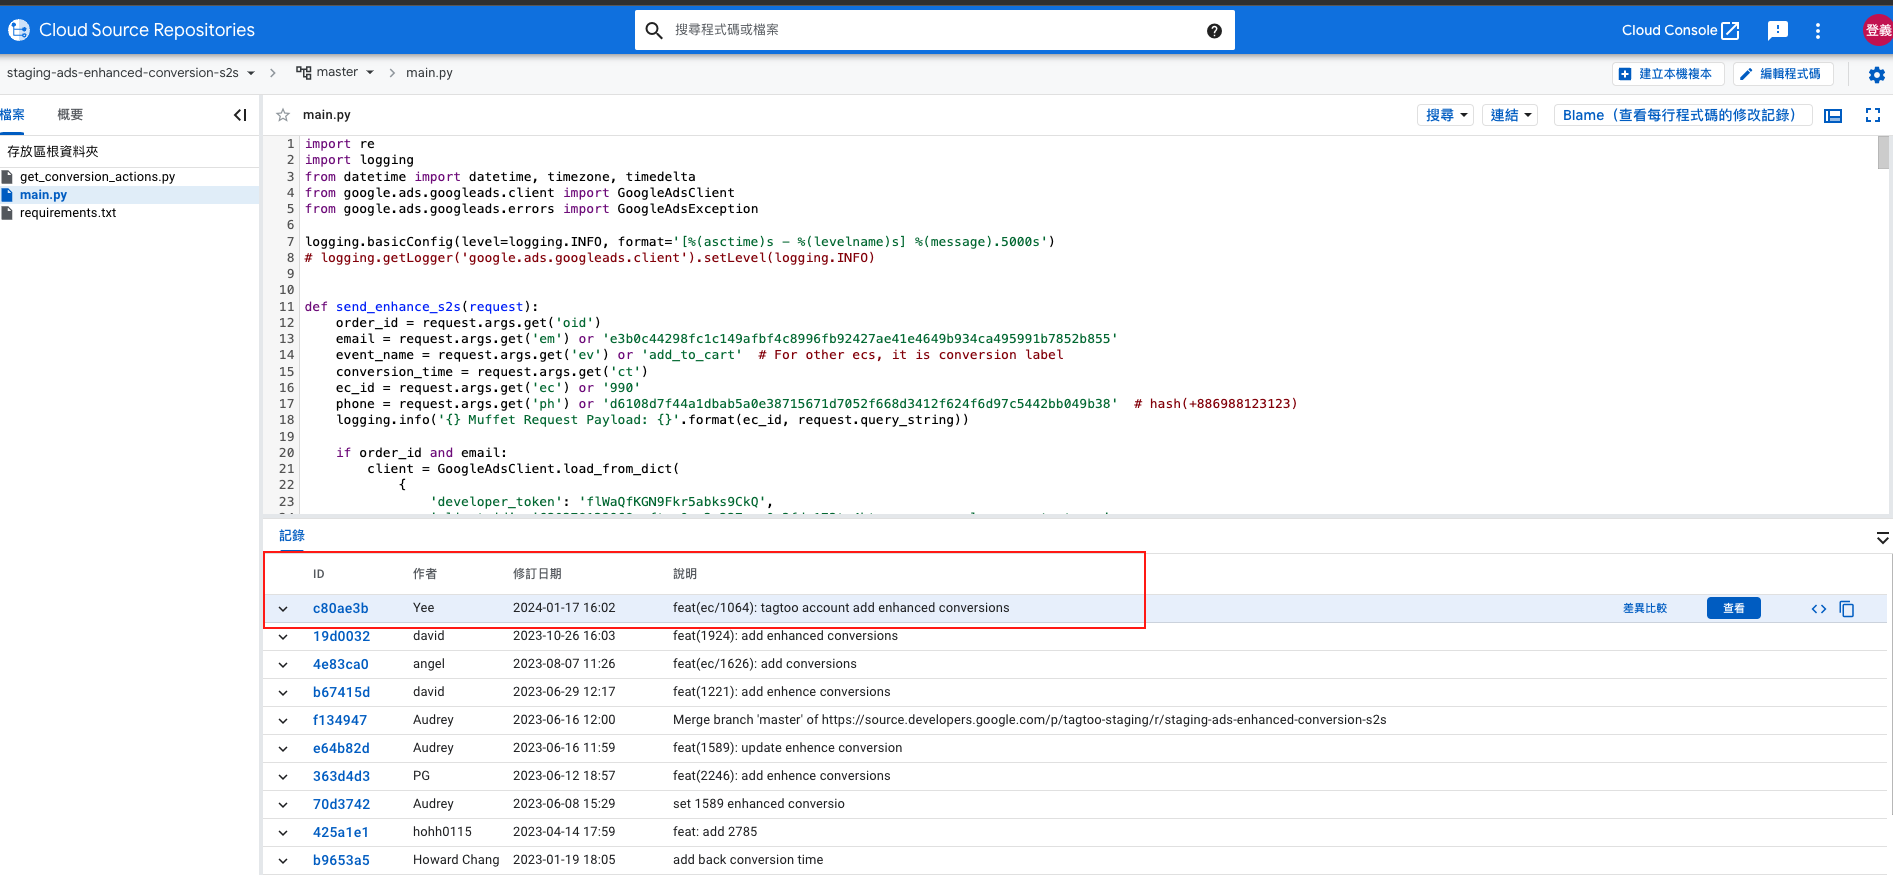 Cloud Source Repositories
搜尋程式碼或檔案
Cloud Console
登義
staging-ads-enhanced-conversion-s2s
master
main.py
建立本機複本
編輯程式碼
檔案
概要
main.py
搜尋
連結
Blame（查看每行程式碼的修改記錄）
存放區根資料夾
get_conversion_actions.py
main.py
requirements.txt
1 import re
2 import logging
3 from datetime import datetime, timezone, timedelta
4 from google.ads.googleads.client import GoogleAdsClient
5 from google.ads.googleads.errors import GoogleAdsException
6
7 logging.basicConfig(level=logging.INFO, format='[%(asctime)s - %(levelname)s] %(message).5000s')
8 # logging.getLogger('google.ads.googleads.client').setLevel(logging.INFO)
9
10
11 def send_enhance_s2s(request):
12 order_id = request.args.get('oid')
13 email = request.args.get('em') or 'e3b0c44298fc1c149afbf4c8996fb92427ae41e4649b934ca495991b7852b855'
14 event_name = request.args.get('ev') or 'add_to_cart' # For other ecs, it is conversion label
15 conversion_time = request.args.get('ct')
16 ec_id = request.args.get('ec') or '990'
17 phone = request.args.get('ph') or 'd6108d7f44a1dbab5a0e38715671d7052f668d3412f624f6d97c5442bb049b38' # hash(+886988123123)
18 logging.info('{} Muffet Request Payload: {}'.format(ec_id, request.query_string))
19
20 if order_id and email:
21 client = GoogleAdsClient.load_from_dict(
22 {
23 'developer_token': 'flWaQfKGN9Fkr5abks9CkQ',
記錄
ID 作者 修訂日期 說明
c80ae3b Yee 2024-01-17 16:02 feat(ec/1064): tagtoo account add enhanced conversions 差異比較 查看
19d0032 david 2023-10-26 16:03 feat(1924): add enhanced conversions
4e83ca0 angel 2023-08-07 11:26 feat(ec/1626): add conversions
b67415d david 2023-06-29 12:17 feat(1221): add enhence conversions
f134947 Audrey 2023-06-16 12:00 Merge branch 'master' of https://source.developers.google.com/p/tagtoo-staging/r/staging-ads-enhanced-conversion-s2s
e64b82d Audrey 2023-06-16 11:59 feat(1589): update enhence conversion
363d4d3 PG 2023-06-12 18:57 feat(2246): add enhence conversions
70d3742 Audrey 2023-06-08 15:29 set 1589 enhanced conversio
425a1e1 hohh0115 2023-04-14 17:59 feat: add 2785
b9653a5 Howard Chang 2023-01-19 18:05 add back conversion time